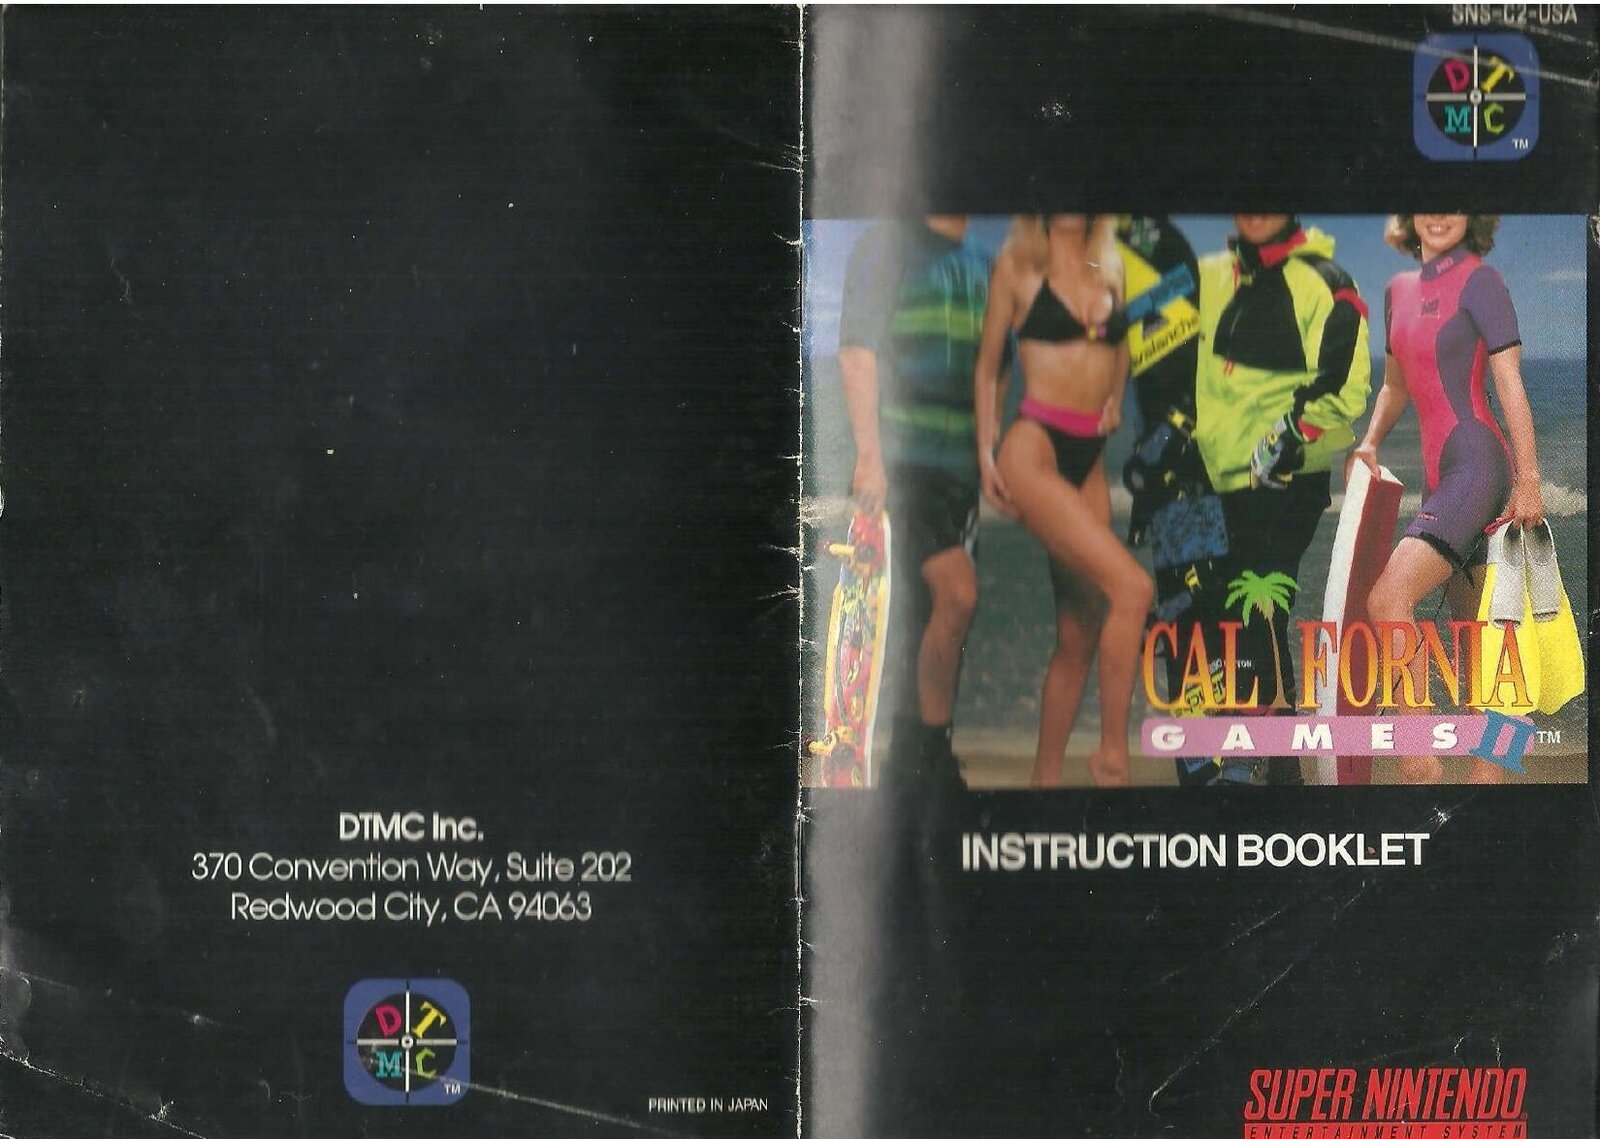 DTMC Inc.
370 Convention Way, Suite 202
Redwood City, CA 94063
D T
M C
TM
PRINTED IN JAPAN
SNS-C2-USA
D T
M C
TM
avalanche
CALIFORNIA
GAMES II TM
INSTRUCTION BOOKLET
SUPER NINTENDO
ENTERTAINMENT SYSTEM